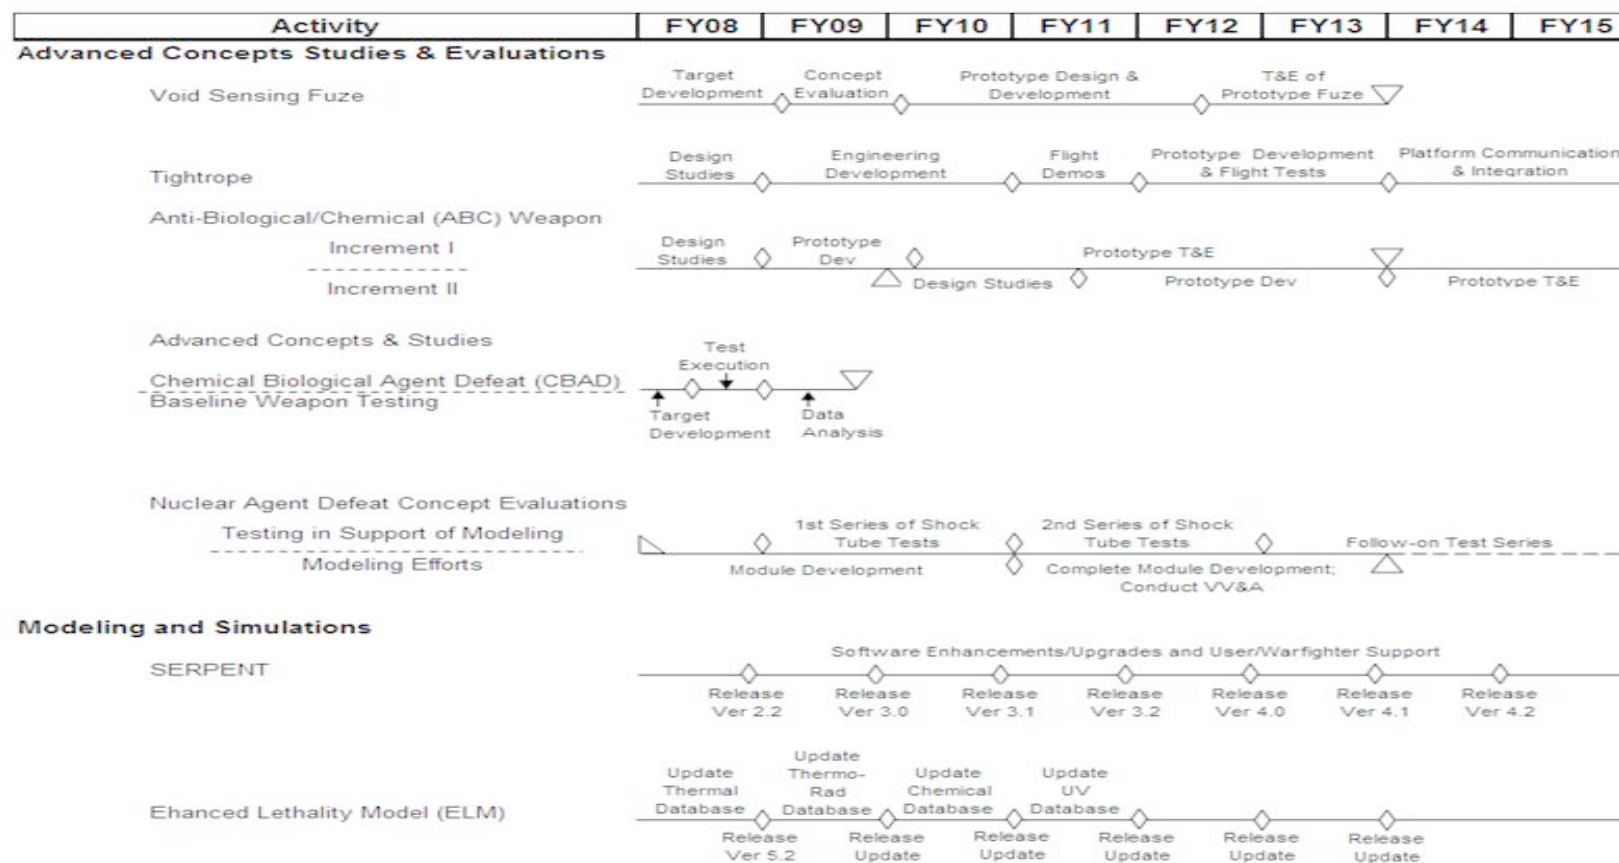 Activity FY08 FY09 FY10 FY11 FY12 FY13 FY14 FY15
Advanced Concepts Studies & Evaluations
Void Sensing Fuze
Target
Development
Concept
Evaluation
Prototype Design &
Development
T&E of
Prototype Fuze
Tightrope
Design
Studies
Engineering
Development
Flight
Demos
Prototype Development
& Flight Tests
Platform Communication
& Integration
Anti-Biological/Chemical (ABC) Weapon
Increment I
Design
Studies
Prototype
Dev
Prototype T&E
Increment II
Design Studies
Prototype Dev
Prototype T&E
Advanced Concepts & Studies
Chemical Biological Agent Defeat (CBAD)
Baseline Weapon Testing
Test
Execution
Target
Development
Data
Analysis
Nuclear Agent Defeat Concept Evaluations
Testing in Support of Modeling
1st Series of Shock
Tube Tests
2nd Series of Shock
Tube Tests
Follow-on Test Series
Modeling Efforts
Module Development
Complete Module Development;
Conduct VV&A
Modeling and Simulations
SERPENT
Software Enhancements/Upgrades and User/Warfighter Support
Release
Ver 2.2
Release
Ver 3.0
Release
Ver 3.1
Release
Ver 3.2
Release
Ver 4.0
Release
Ver 4.1
Release
Ver 4.2
Ehanced Lethality Model (ELM)
Update
Thermal
Database
Update
Thermo-
Rad
Database
Update
Chemical
Database
Update
UV
Database
Release
Ver 5.2
Release
Update
Release
Update
Release
Update
Release
Update
Release
Update